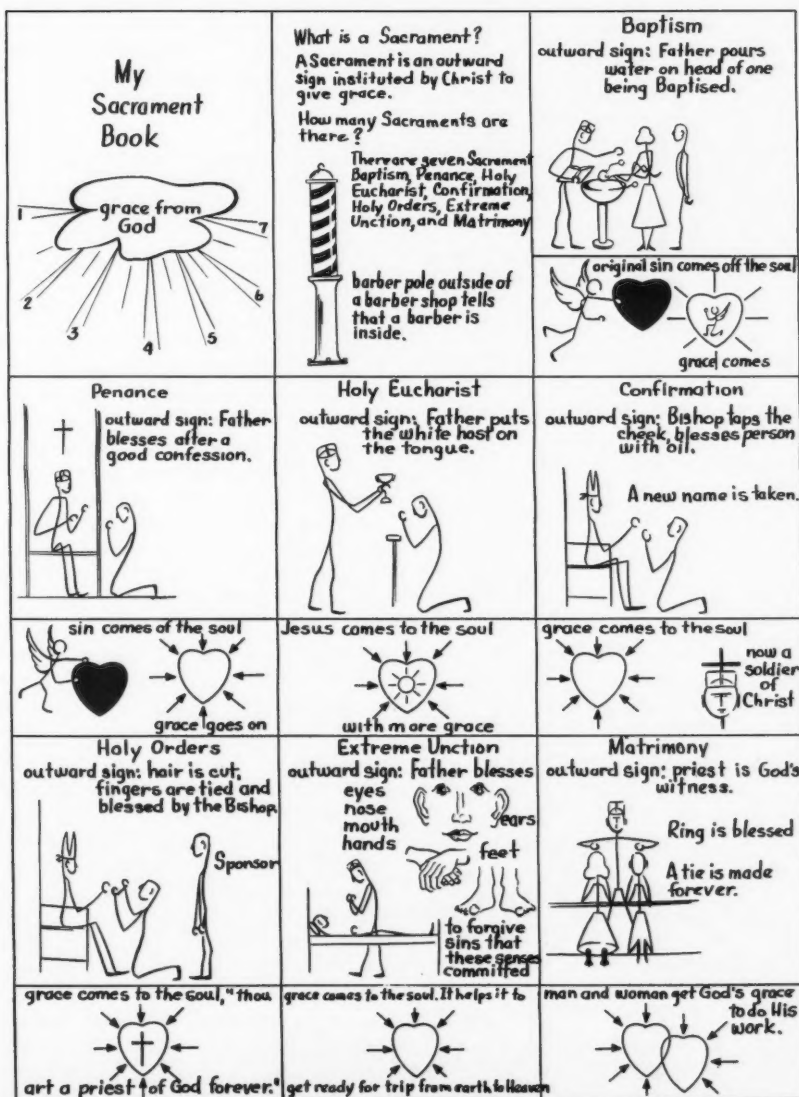 My
Sacrament
Book
grace from
God
1
2
3
4
5
6
7
What is a Sacrament?
A Sacrament is an outward
sign instituted by Christ to
give grace.
How many Sacraments are
there?
There are seven Sacrament
Baptism, Penance, Holy
Eucharist, Confirmation,
Holy Orders, Extreme
Unction, and Matrimony
barber pole outside of
a barber shop tells
that a barber is
inside.
Baptism
outward sign: Father pours
water on head of one
being Baptised.
original sin comes off the soul
grace comes
Penance
outward sign: Father
blesses after a
good confession.
sin comes of the soul
grace goes on
Holy Eucharist
outward sign: Father puts
the white host on
the tongue.
Jesus comes to the soul
with more grace
Confirmation
outward sign: Bishop taps the
cheek, blesses person
with oil.
A new name is taken.
grace comes to the soul
now a
soldier
of
Christ
Holy Orders
outward sign: hair is cut,
fingers are tied and
blessed by the Bishop.
Sponsor
grace comes to the soul, "thou
art a priest of God forever."
Extreme Unction
outward sign: Father blesses
eyes
nose
mouth
hands
ears
feet
to forgive
sins that
these senses
committed
grace comes to the soul. It helps it to
get ready for trip from earth to Heaven
Matrimony
outward sign: priest is God's
witness.
Ring is blessed
A tie is made
forever.
man and woman get God's grace
to do His
work.